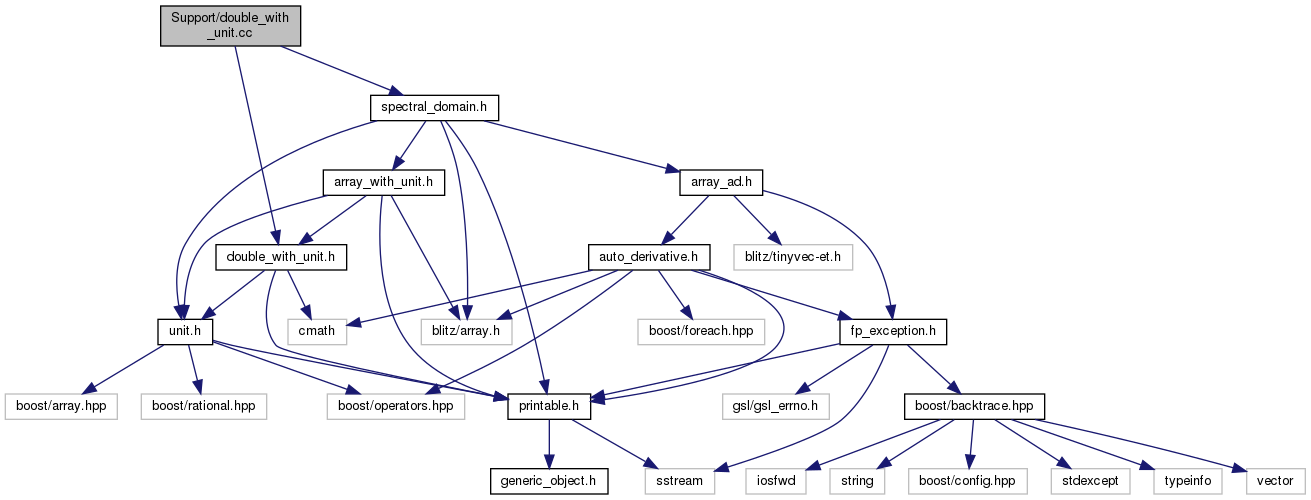 Support/double_with
_unit.cc
spectral_domain.h
array_with_unit.h
array_ad.h
double_with_unit.h
auto_derivative.h
blitz/tinyvec-et.h
unit.h
cmath
blitz/array.h
boost/foreach.hpp
fp_exception.h
boost/array.hpp
boost/rational.hpp
boost/operators.hpp
printable.h
gsl/gsl_errno.h
boost/backtrace.hpp
generic_object.h
sstream
iosfwd
string
boost/config.hpp
stdexcept
typeinfo
vector